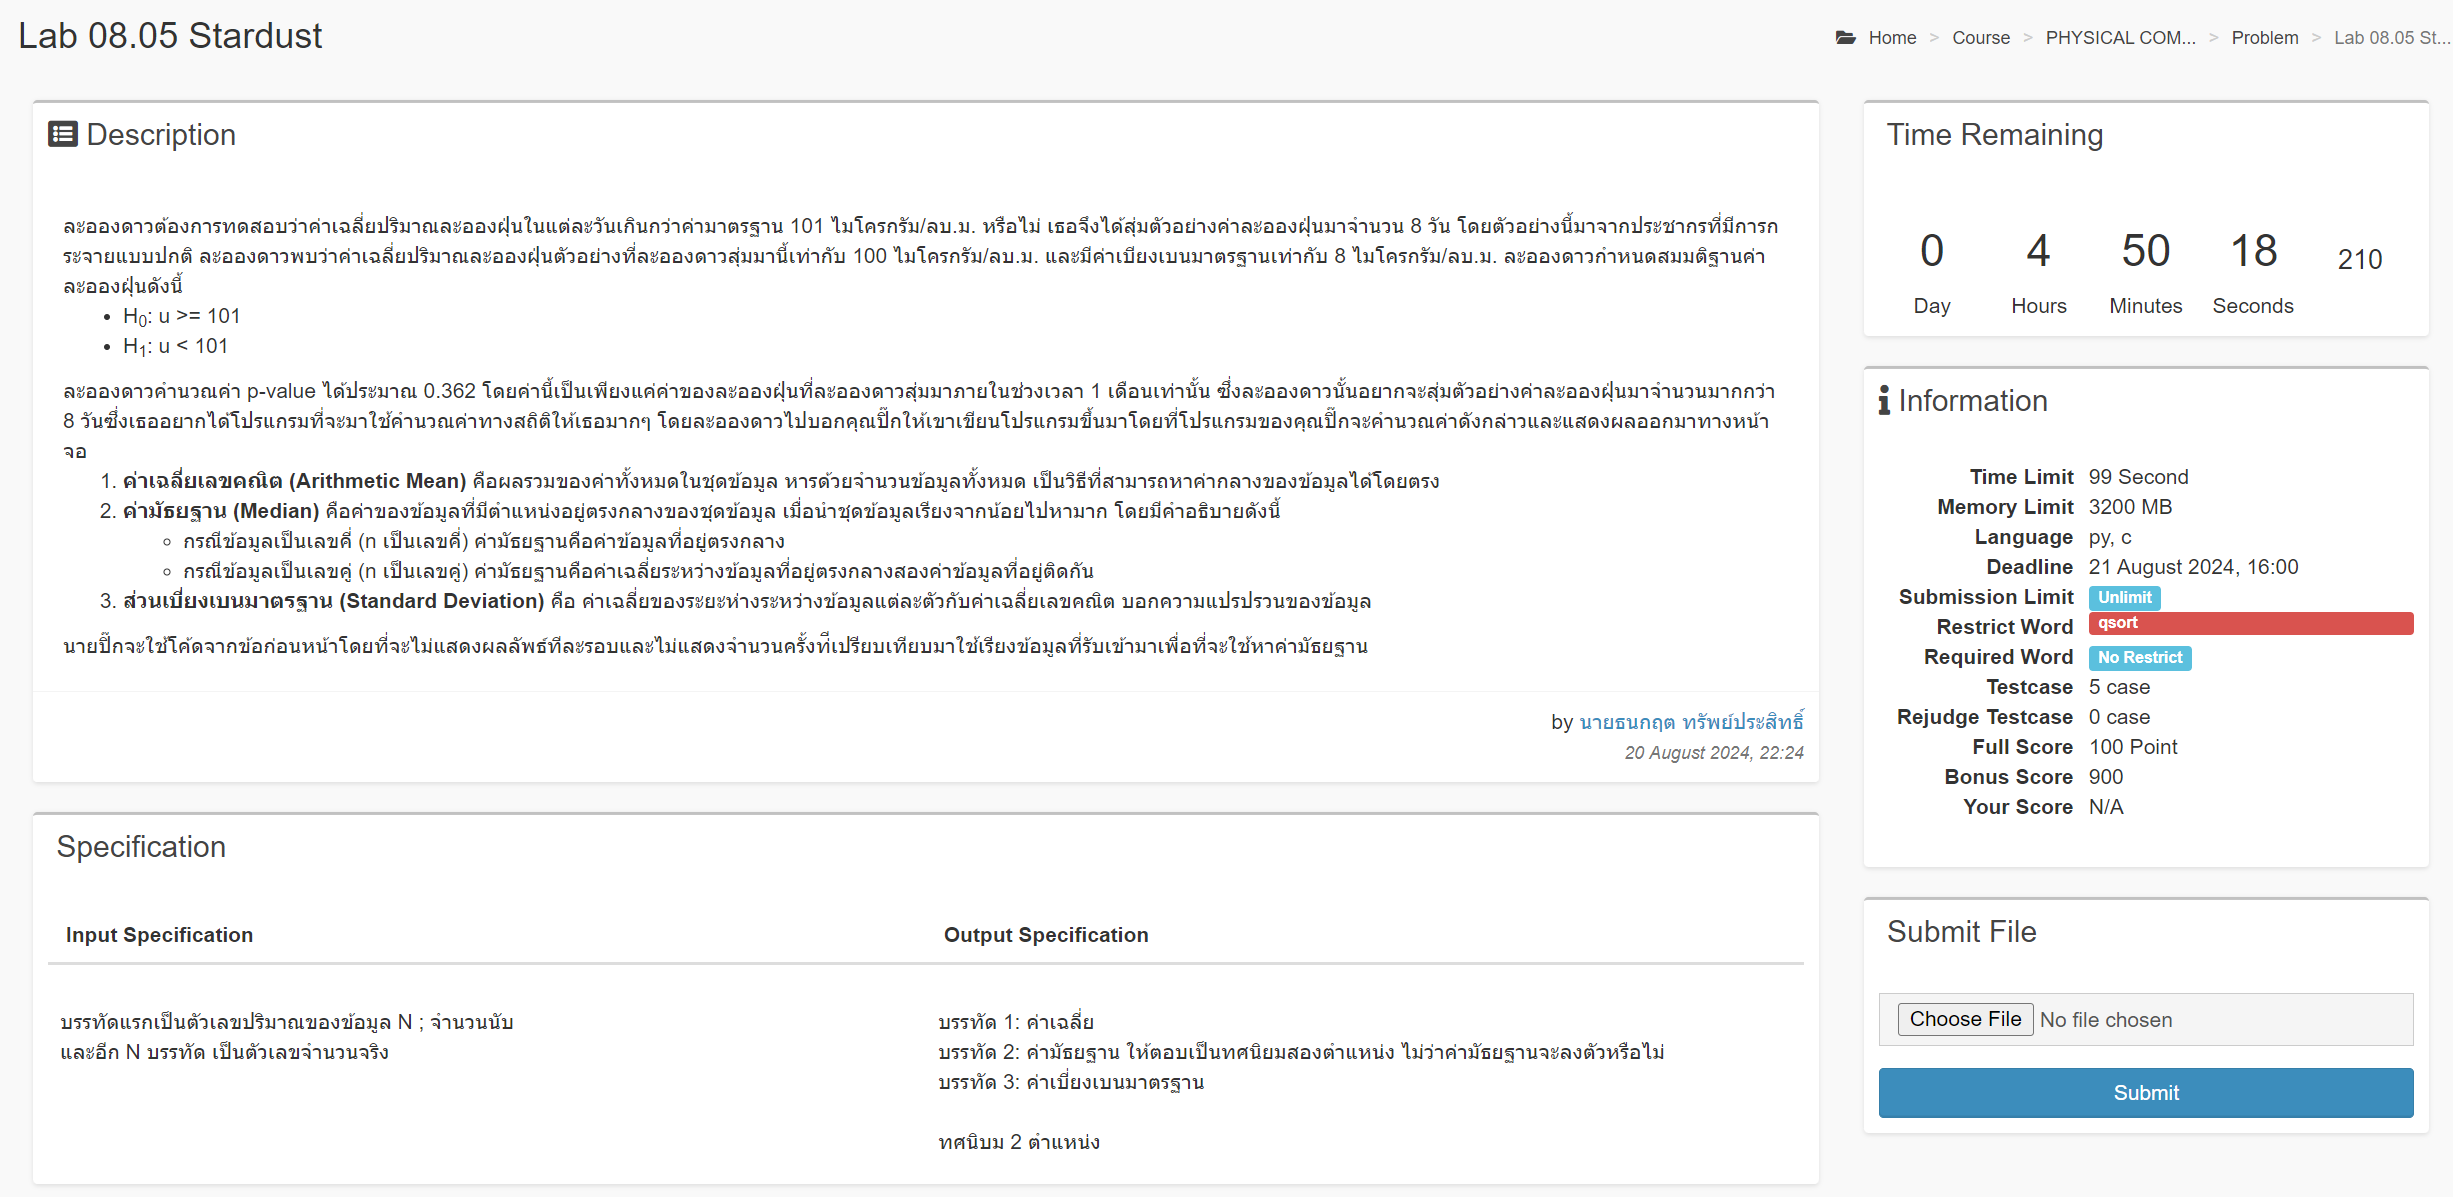 Lab 08.05 Stardust
Home > Course > PHYSICAL COM... > Problem > Lab 08.05 St...
Description
ละอองดาวต้องการทดสอบว่าค่าเฉลี่ยปริมาณละอองฝุ่นในแต่ละวันเกินกว่าค่ามาตรฐาน 101 ไมโครกรัม/ลบ.ม. หรือไม่ เธอจึงได้สุ่มตัวอย่างค่าละอองฝุ่นมาจำนวน 8 วัน โดยตัวอย่างนี้มาจากประชากรที่มีการก
ระจายแบบปกติ ละอองดาวพบว่าค่าเฉลี่ยปริมาณละอองฝุ่นตัวอย่างที่ละอองดาวสุ่มมานี้เท่ากับ 100 ไมโครกรัม/ลบ.ม. และมีค่าเบียงเบนมาตรฐานเท่ากับ 8 ไมโครกรัม/ลบ.ม. ละอองดาวกำหนดสมมติฐานค่า
ละอองฝุ่นดังนี้
• H0: u >= 101
• H1: u < 101
ละอองดาวคำนวณค่า p-value ได้ประมาณ 0.362 โดยค่านี้เป็นเพียงแค่ค่าของละอองฝุ่นที่ละอองดาวสุ่มมาภายในช่วงเวลา 1 เดือนเท่านั้น ซึ่งละอองดาวนั้นอยากจะสุ่มตัวอย่างค่าละอองฝุ่นมาจำนวนมากกว่า
8 วันซึ่งเธออยากได้โปรแกรมที่จะมาใช้คำนวณค่าทางสถิติให้เธอมากๆ โดยละอองดาวไปบอกคุณปิ๊กให้เขาเขียนโปรแกรมขึ้นมาโดยที่โปรแกรมของคุณปิ๊กจะคำนวณค่าดังกล่าวและแสดงผลออกมาทางหน้า
จอ
1. ค่าเฉลี่ยเลขคณิต (Arithmetic Mean) คือผลรวมของค่าทั้งหมดในชุดข้อมูล หารด้วยจำนวนข้อมูลทั้งหมด เป็นวิธีที่สามารถหาค่ากลางของข้อมูลได้โดยตรง
2. ค่ามัธยฐาน (Median) คือค่าของข้อมูลที่มีตำแหน่งอยู่ตรงกลางของชุดข้อมูล เมื่อนำชุดข้อมูลเรียงจากน้อยไปหามาก โดยมีคำอธิบายดังนี้
◦ กรณีข้อมูลเป็นเลขคี่ (n เป็นเลขคี่) ค่ามัธยฐานคือค่าข้อมูลที่อยู่ตรงกลาง
◦ กรณีข้อมูลเป็นเลขคู่ (n เป็นเลขคู่) ค่ามัธยฐานคือค่าเฉลี่ยระหว่างข้อมูลที่อยู่ตรงกลางสองค่าข้อมูลที่อยู่ติดกัน
3. ส่วนเบี่ยงเบนมาตรฐาน (Standard Deviation) คือ ค่าเฉลี่ยของระยะห่างระหว่างข้อมูลแต่ละตัวกับค่าเฉลี่ยเลขคณิต บอกความแปรปรวนของข้อมูล
นายปิ๊กจะใช้โค้ดจากข้อก่อนหน้าโดยที่จะไม่แสดงผลลัพธ์ทีละรอบและไม่แสดงจำนวนครั้งที่เปรียบเทียบมาใช้เรียงข้อมูลที่รับเข้ามาเพื่อที่จะใช้หาค่ามัธยฐาน
by นายธนกฤต ทรัพย์ประสิทธิ์
20 August 2024, 22:24
Specification
Input Specification
บรรทัดแรกเป็นตัวเลขปริมาณของข้อมูล N ; จำนวนนับ
และอีก N บรรทัด เป็นตัวเลขจำนวนจริง
Output Specification
บรรทัด 1: ค่าเฉลี่ย
บรรทัด 2: ค่ามัธยฐาน ให้ตอบเป็นทศนิยมสองตำแหน่ง ไม่ว่าค่ามัธยฐานจะลงตัวหรือไม่
บรรทัด 3: ค่าเบี่ยงเบนมาตรฐาน
ทศนิบม 2 ตำแหน่ง
Time Remaining
0 4 50 18 210
Day Hours Minutes Seconds
Information
Time Limit 99 Second
Memory Limit 3200 MB
Language py, c
Deadline 21 August 2024, 16:00
Submission Limit Unlimit
Restrict Word qsort
Required Word No Restrict
Testcase 5 case
Rejudge Testcase 0 case
Full Score 100 Point
Bonus Score 900
Your Score N/A
Submit File
Choose File No file chosen
Submit